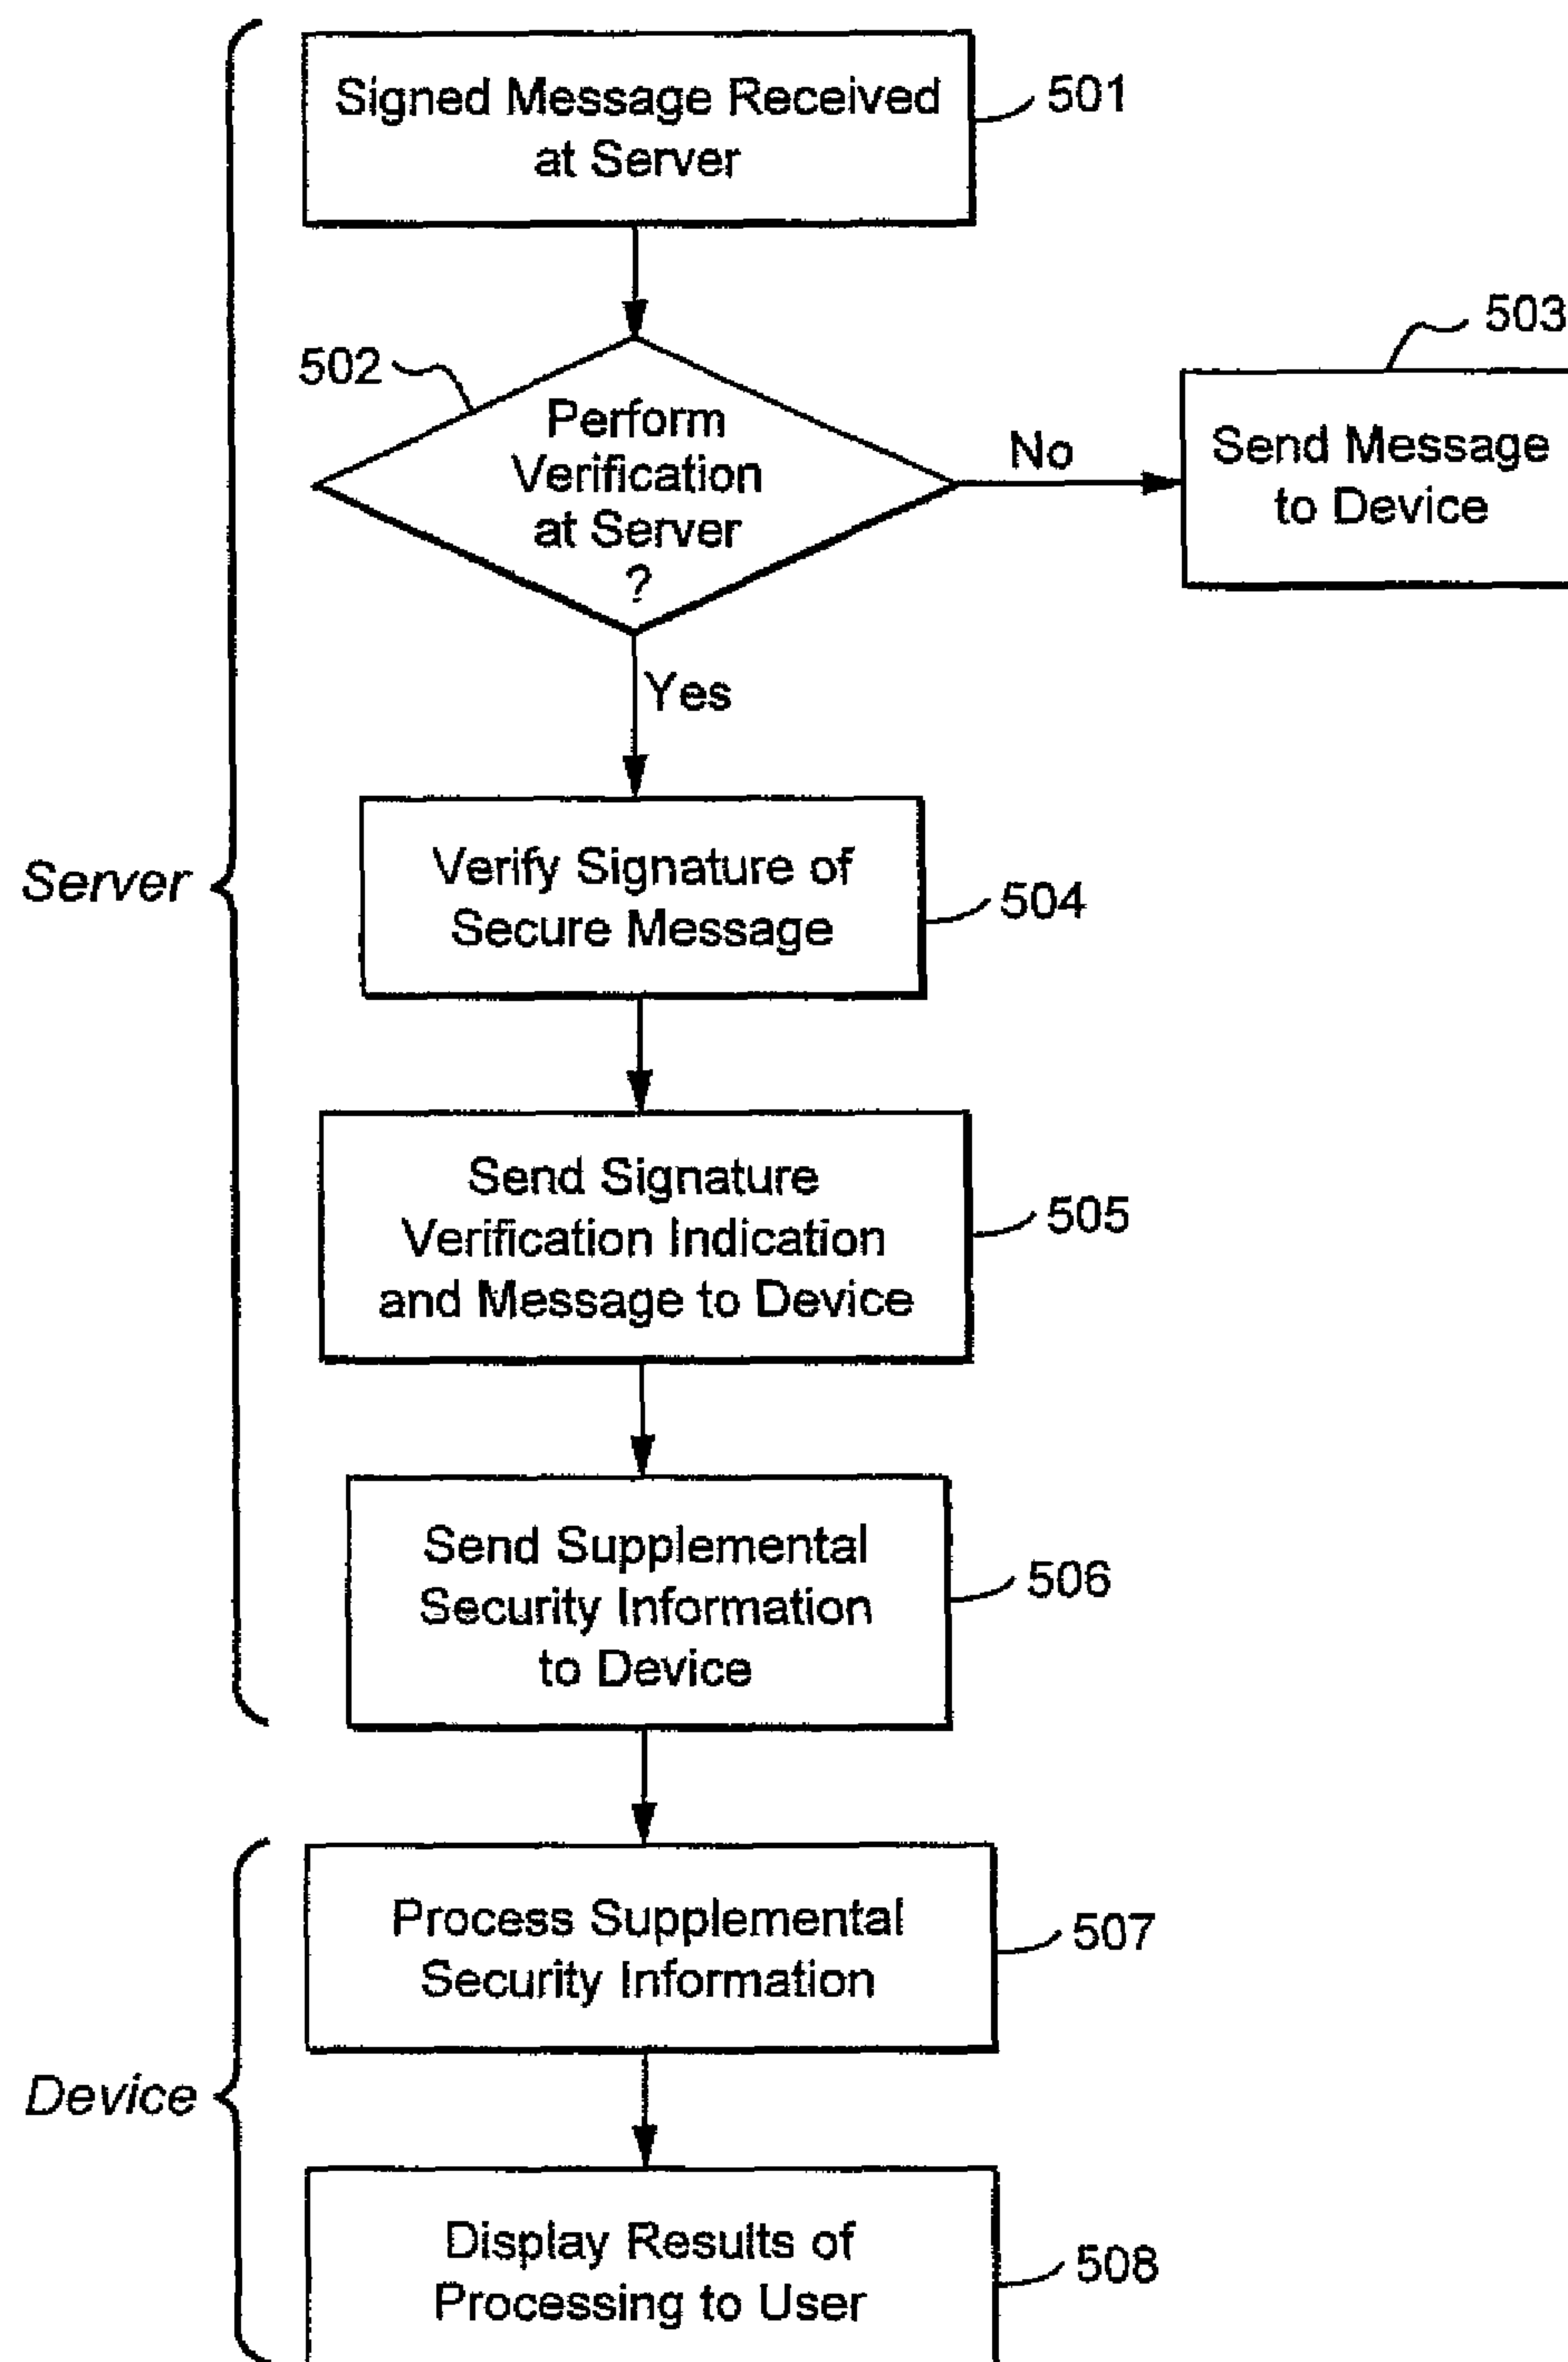 Signed Message Received
at Server
501
502
Perform
Verification
at Server
?
No
503
Send Message
to Device
Yes
Server
Verify Signature of
Secure Message
504
Send Signature
Verification Indication
and Message to Device
505
Send Supplemental
Security Information
to Device
506
Device
Process Supplemental
Security Information
507
Display Results of
Processing to User
508